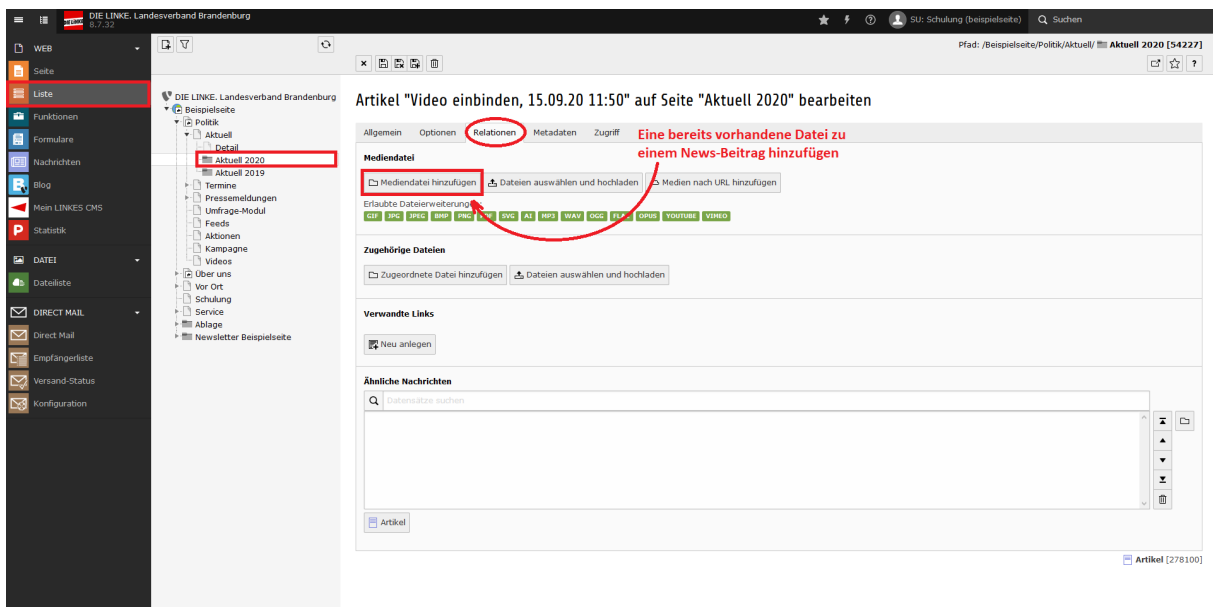 DIE LINKE. Landesverband Brandenburg
8.7.32
SU: Schulung (beispielseite)
Suchen
WEB
Seite
Liste
Funktionen
Formulare
Nachrichten
Blog
Mein LINKES CMS
Statistik
DATEI
Dateiliste
DIRECT MAIL
Direct Mail
Empfängerliste
Versand-Status
Konfiguration
DIE LINKE. Landesverband Brandenburg
Beispielseite
Politik
Aktuell
Detail
Aktuell 2020
Aktuell 2019
Termine
Pressemeldungen
Umfrage-Modul
Feeds
Aktionen
Kampagne
Videos
Über uns
Vor Ort
Schulung
Service
Ablage
Newsletter Beispielseite
Pfad: /Beispielseite/Politik/Aktuell/ Aktuell 2020 [54227]
Artikel "Video einbinden, 15.09.20 11:50" auf Seite "Aktuell 2020" bearbeiten
Allgemein Optionen Relationen Metadaten Zugriff
Eine bereits vorhandene Datei zu
einem News-Beitrag hinzufügen
Mediendatei
Mediendatei hinzufügen Dateien auswählen und hochladen Medien nach URL hinzufügen
Erlaubte Dateierweiterungen
GIF JPG JPEG BMP PNG PDF SVG AI MP3 WAV OGG FLAC OPUS YOUTUBE VIMEO
Zugehörige Dateien
Zugeordnete Datei hinzufügen Dateien auswählen und hochladen
Verwandte Links
Neu anlegen
Ähnliche Nachrichten
Datensätze suchen
Artikel
Artikel [278100]